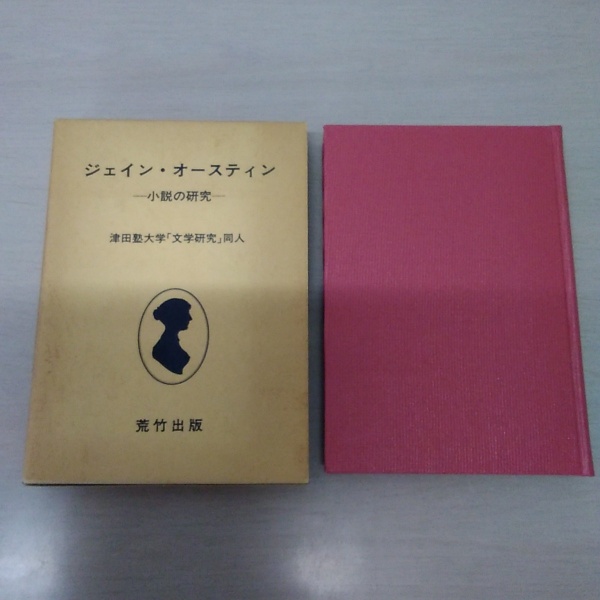 ジェイン・オースティン
―小説の研究―
津田塾大学「文学研究」同人
荒竹出版